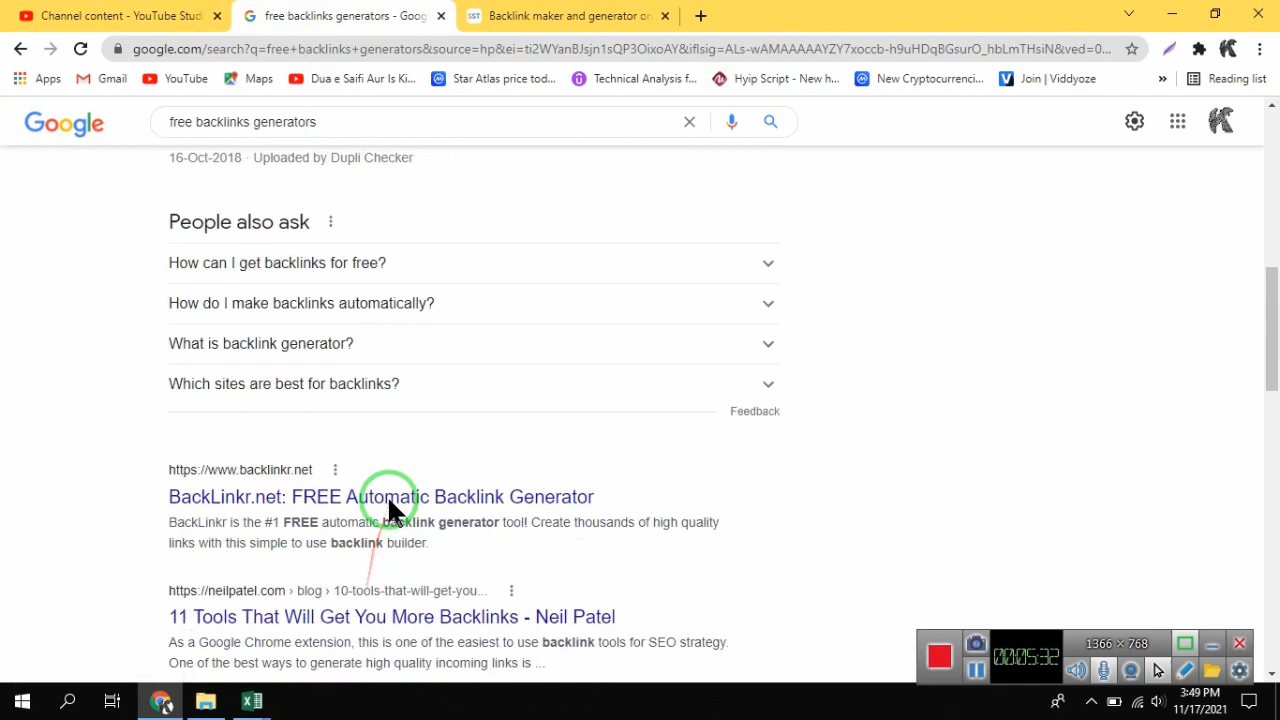 Content - YouTube Studi
free backlinks generators - Goog
SST
Backlink maker and generator on
google.com/search?q=free+backlinks+generators&source=hp&ei=ti2WYanBJsjn1sQP3OixoAY&iflsig=ALs-wAMAAAAAYZY7xoccb-h9uHDqBGsurO_hbLmTHsiN&ved=0...
Apps
Gmail
YouTube
Maps
Dua e Saifi Aur Is Ki...
Star Atlas price tod...
Technical Analysis f...
Hyip Script - New h...
New Cryptocurrenci...
Join | Viddyoze
»
Reading list
Google
free backlinks generators
16-Oct-2018 · Uploaded by Dupli Checker
People also ask
How can I get backlinks for free?
How do I make backlinks automatically?
What is backlink generator?
Which sites are best for backlinks?
Feedback
https://www.backlinkr.net
BackLinkr.net: FREE Automatic Backlink Generator
BackLinkr is the #1 FREE automatic backlink generator tool! Create thousands of high quality
links with this simple to use backlink builder.
https://neilpatel.com › blog › 10-tools-that-will-get-you...
11 Tools That Will Get You More Backlinks - Neil Patel
As a Google Chrome extension, this is one of the easiest to use backlink tools for SEO strategy.
One of the best ways to generate high quality incoming links is ...
00:05:32
1366 × 768
3:49 PM
11/17/2021